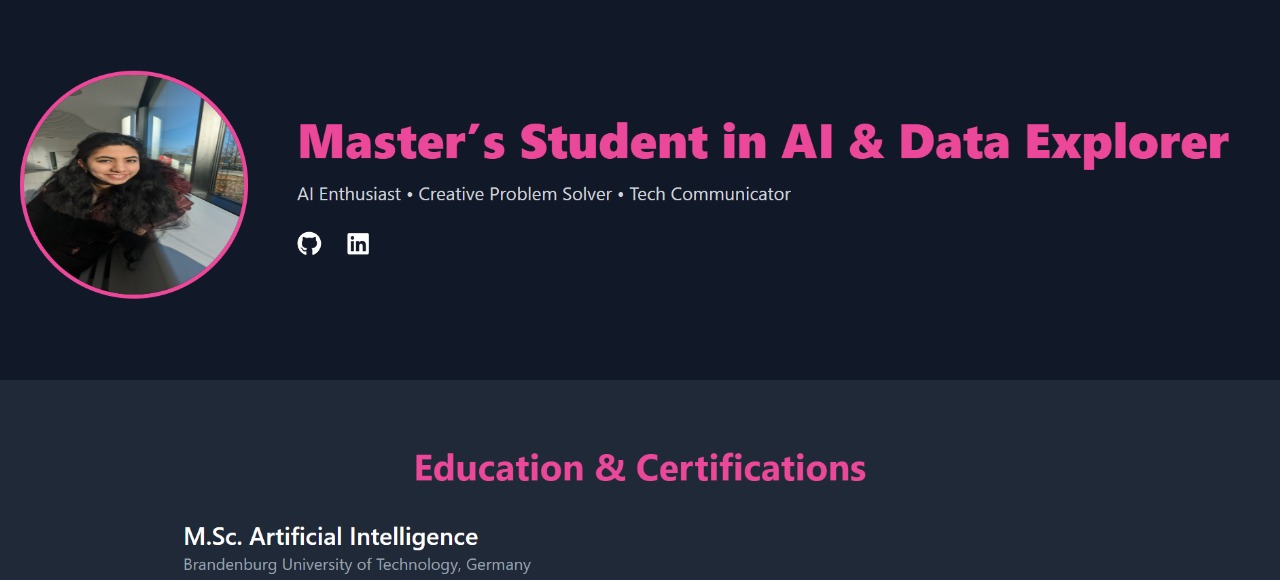 Master´s Student in AI & Data Explorer
AI Enthusiast • Creative Problem Solver • Tech Communicator
in
Education & Certifications
M.Sc. Artificial Intelligence
Brandenburg University of Technology, Germany